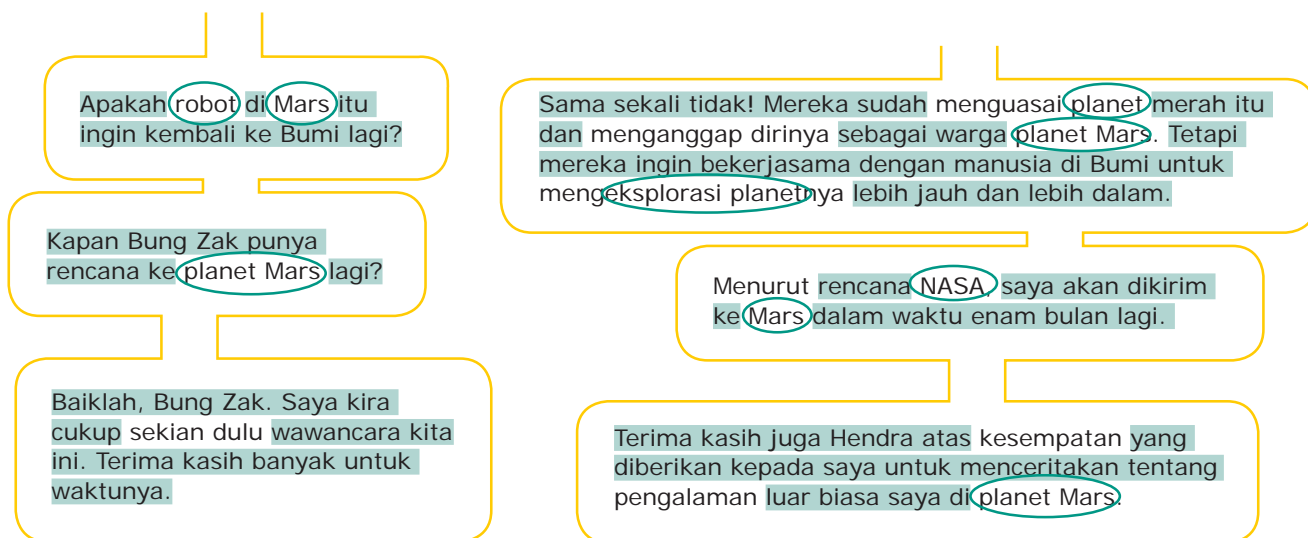 Apakah robot di Mars itu
ingin kembali ke Bumi lagi?
Sama sekali tidak! Mereka sudah menguasai planet merah itu
dan menganggap dirinya sebagai warga planet Mars. Tetapi
mereka ingin bekerjasama dengan manusia di Bumi untuk
mengeksplorasi planetnya lebih jauh dan lebih dalam.
Kapan Bung Zak punya
rencana ke planet Mars lagi?
Menurut rencana NASA, saya akan dikirim
ke Mars dalam waktu enam bulan lagi.
Baiklah, Bung Zak. Saya kira
cukup sekian dulu wawancara kita
ini. Terima kasih banyak untuk
waktunya.
Terima kasih juga Hendra atas kesempatan yang
diberikan kepada saya untuk menceritakan tentang
pengalaman luar biasa saya di planet Mars.